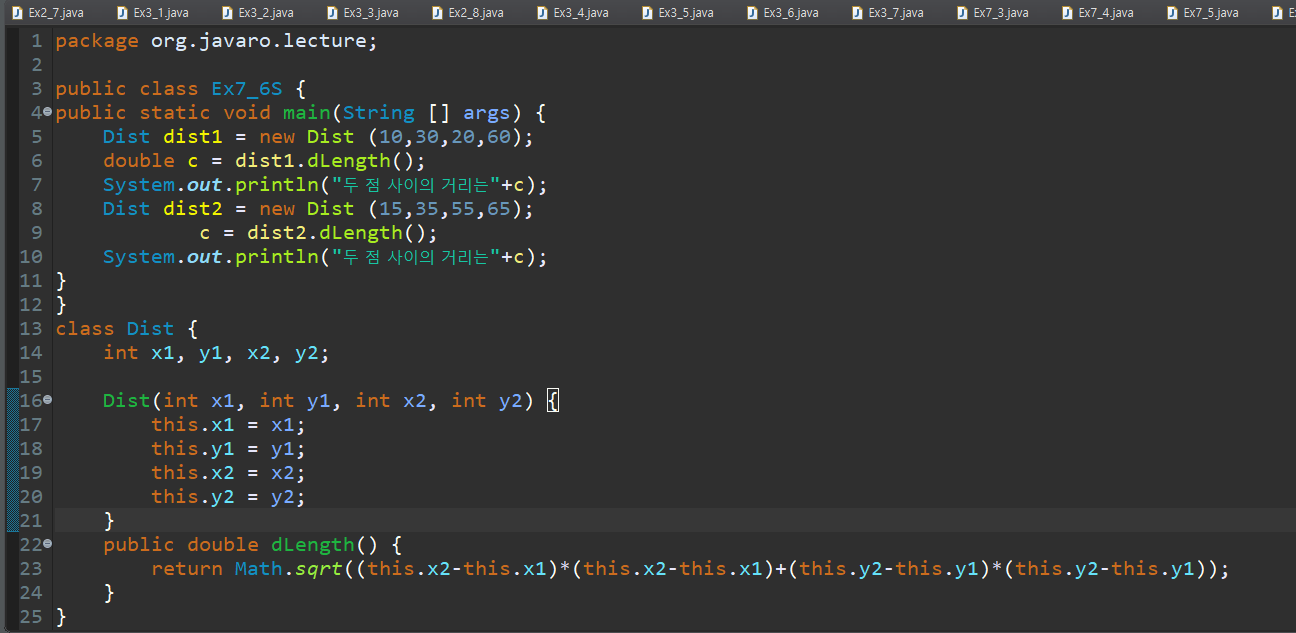 Ex2_7.java Ex3_1.java Ex3_2.java Ex3_3.java Ex2_8.java Ex3_4.java Ex3_5.java Ex3_6.java Ex3_7.java Ex7_3.java Ex7_4.java Ex7_5.java
1 package org.javaro.lecture;
2
3 public class Ex7_6S {
4 public static void main(String [] args) {
5     Dist dist1 = new Dist (10,30,20,60);
6     double c = dist1.dLength();
7     System.out.println("두 점 사이의 거리는"+c);
8     Dist dist2 = new Dist (15,35,55,65);
9             c = dist2.dLength();
10     System.out.println("두 점 사이의 거리는"+c);
11 }
12 }
13 class Dist {
14     int x1, y1, x2, y2;
15
16     Dist(int x1, int y1, int x2, int y2) {
17         this.x1 = x1;
18         this.y1 = y1;
19         this.x2 = x2;
20         this.y2 = y2;
21     }
22     public double dLength() {
23         return Math.sqrt((this.x2-this.x1)*(this.x2-this.x1)+(this.y2-this.y1)*(this.y2-this.y1));
24     }
25 }